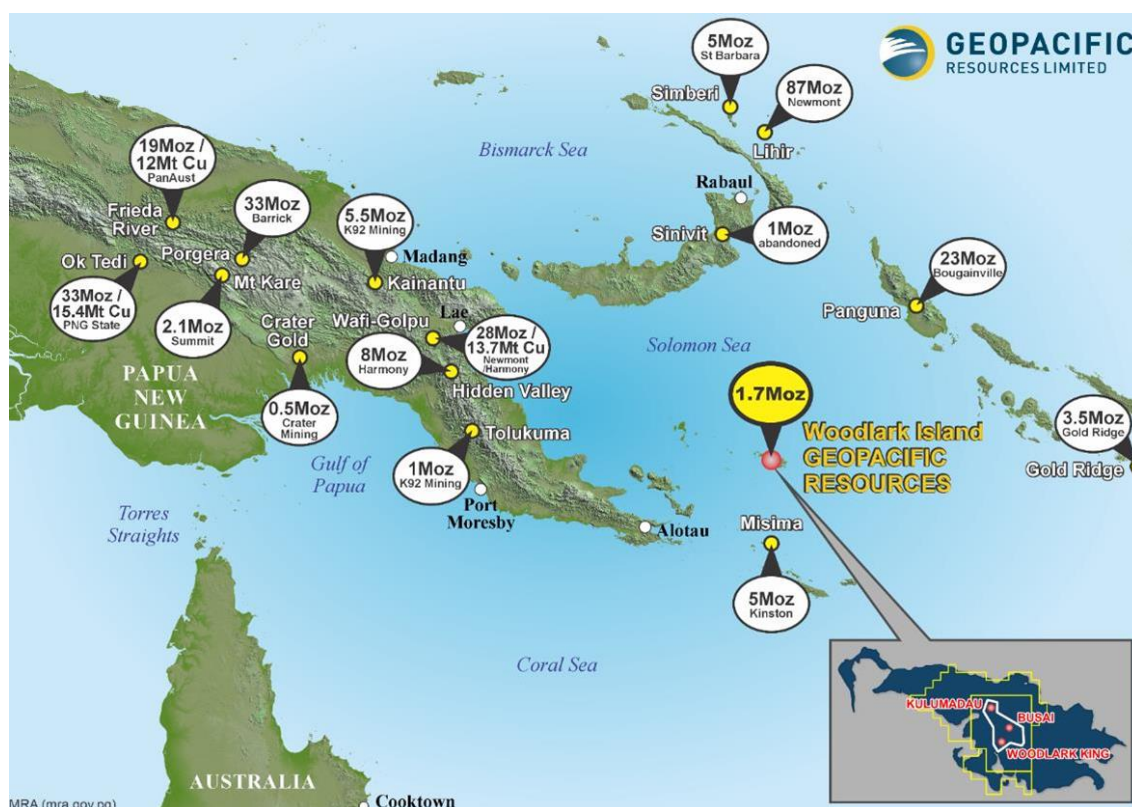 GEOPACIFIC
RESOURCES LIMITED
5Moz
St Barbara
Simberi
87Moz
Newmont
Lihir
Bismarck Sea
19Moz /
12Mt Cu
PanAust
Frieda
River
33Moz
Barrick
Porgera
5.5Moz
K92 Mining
Madang
Kainantu
Rabaul
Sinivit
1Moz
abandoned
Ok Tedi
33Moz /
15.4Mt Cu
PNG State
Mt Kare
2.1Moz
Summit
Crater
Gold
0.5Moz
Crater
Mining
Wafi-Golpu
Lae
28Moz /
13.7Mt Cu
Newmont
/Harmony
8Moz
Harmony
Hidden Valley
23Moz
Bougainville
Panguna
Solomon Sea
PAPUA
NEW
GUINEA
1.7Moz
Woodlark Island
GEOPACIFIC
RESOURCES
3.5Moz
Gold Ridge
Gold Ridge
Tolukuma
1Moz
K92 Mining
Gulf of
Papua
Port
Moresby
Torres
Straights
Alotau
Misima
5Moz
Kinston
Coral Sea
KULUMADAU
BUSAI
WOODLARK KING
AUSTRALIA
Cooktown
MRA (mra.gov.pg)